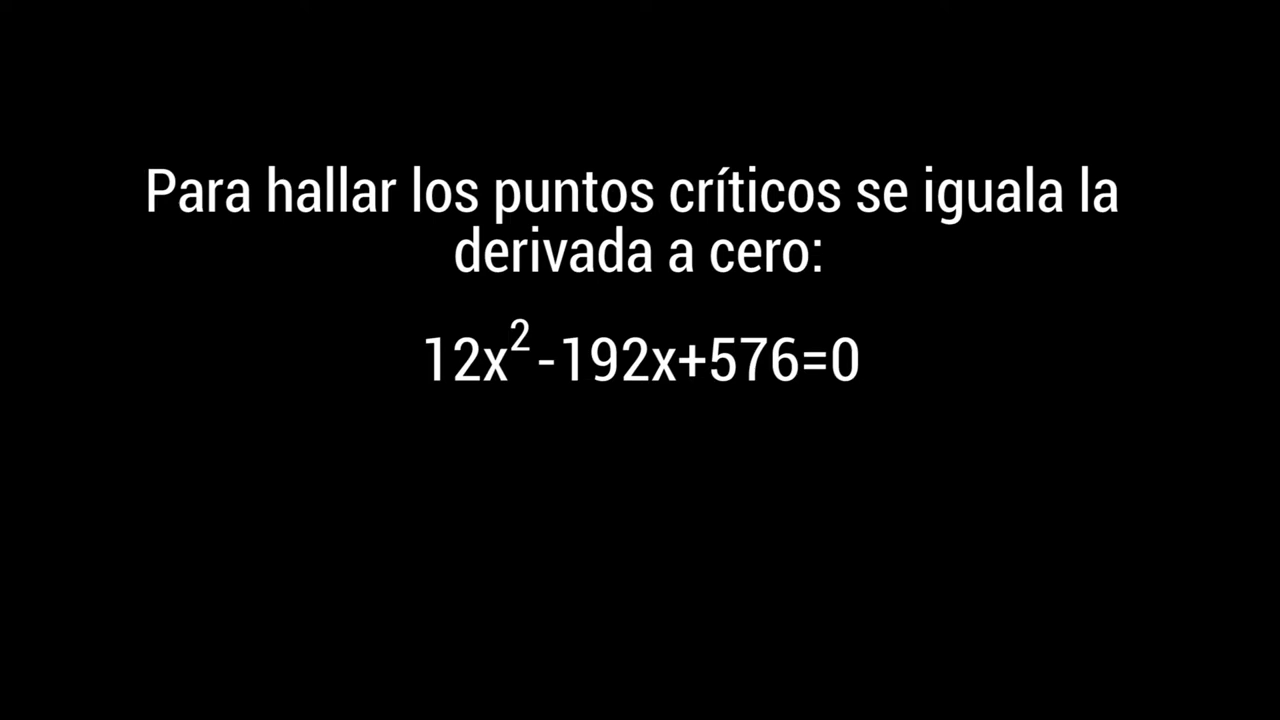 Para hallar los puntos críticos se iguala la
derivada a cero:
12x²-192x+576=0